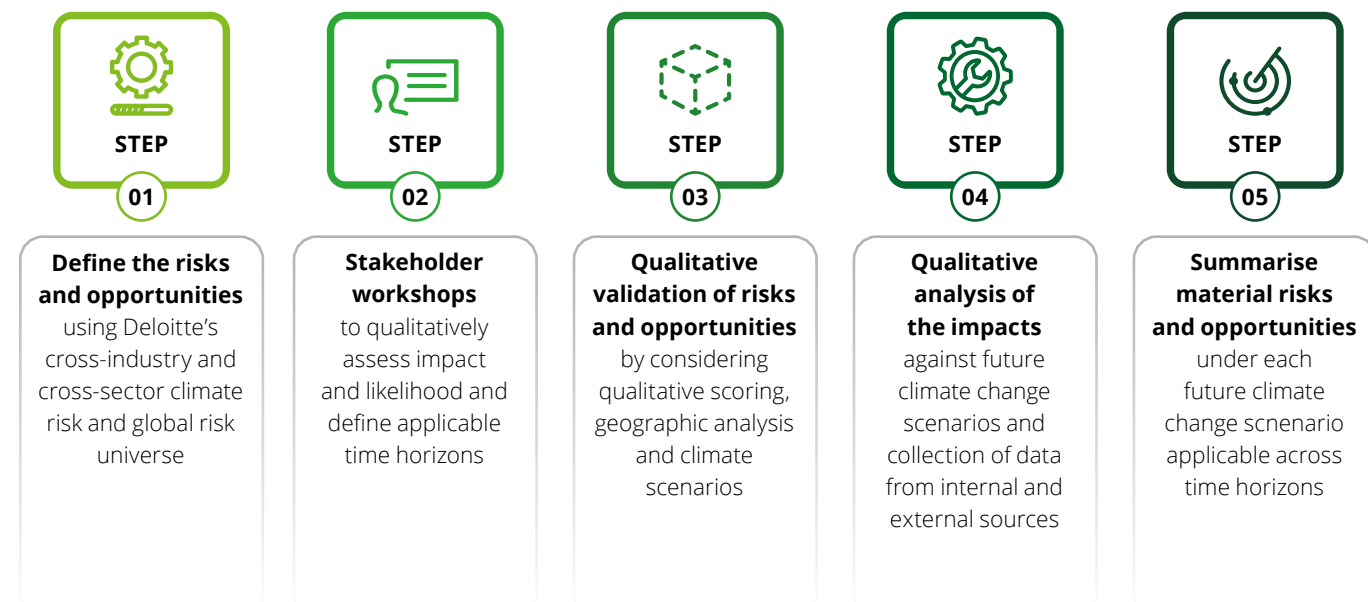 STEP
01
Define the risks
and opportunities
using Deloitte’s
cross-industry and
cross-sector climate
risk and global risk
universe
STEP
02
Stakeholder
workshops
to qualitatively
assess impact
and likelihood and
define applicable
time horizons
STEP
03
Qualitative
validation of risks
and opportunities
by considering
qualitative scoring,
geographic analysis
and climate
scenarios
STEP
04
Qualitative
analysis of
the impacts
against future
climate change
scenarios and
collection of data
from internal and
external sources
STEP
05
Summarise
material risks
and opportunities
under each
future climate
change scnenario
applicable across
time horizons